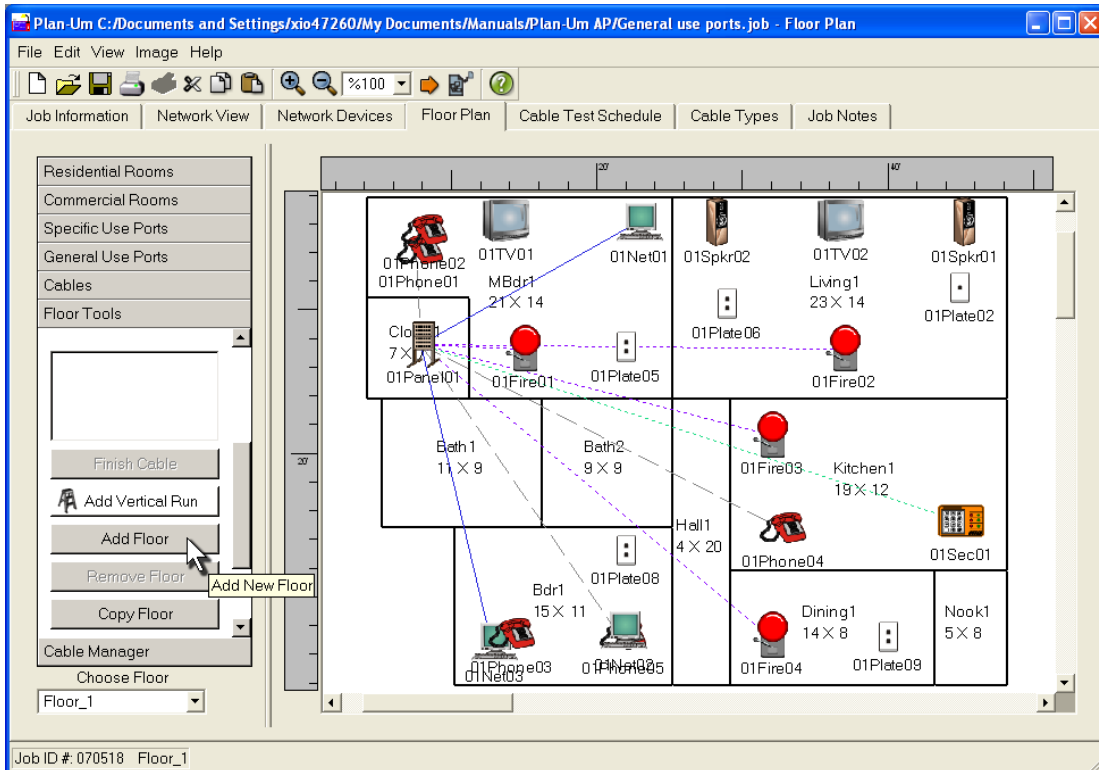 Plan-Um C:/Documents and Settings/xio47260/My Documents/Manuals/Plan-Um AP/General use ports.job - Floor Plan
File Edit View Image Help
%100
Job Information Network View Network Devices Floor Plan Cable Test Schedule Cable Types Job Notes
Residential Rooms
Commercial Rooms
Specific Use Ports
General Use Ports
Cables
Floor Tools
Finish Cable
Add Vertical Run
Add Floor
Remove Floor
Add New Floor
Copy Floor
Cable Manager
Choose Floor
Floor_1
20' 40'
20'
01Phone02 01TV01 01Net01 01Spkr02 01TV02 01Spkr01
01Phone01 MBdr1 Living1
21 X 14 23 X 14
01Plate02
01Plate06
7 X
01Panel01 01Fire01 01Plate05 01Fire02
Bath1 Bath2
11 X 9 9 X 9
01Fire03 Kitchen1
19 X 12
Hall1
4 X 20
01Phone04 01Sec01
Bdr1 01Plate08
15 X 11
Dining1 Nook1
14 X 8 5 X 8
01Phone03 01Net02 01Phone05 01Fire04 01Plate09
01Net03
Job ID #: 070518 Floor_1